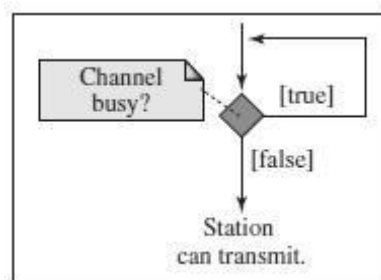 Channel
busy?
[true]
[false]
Station
can transmit.